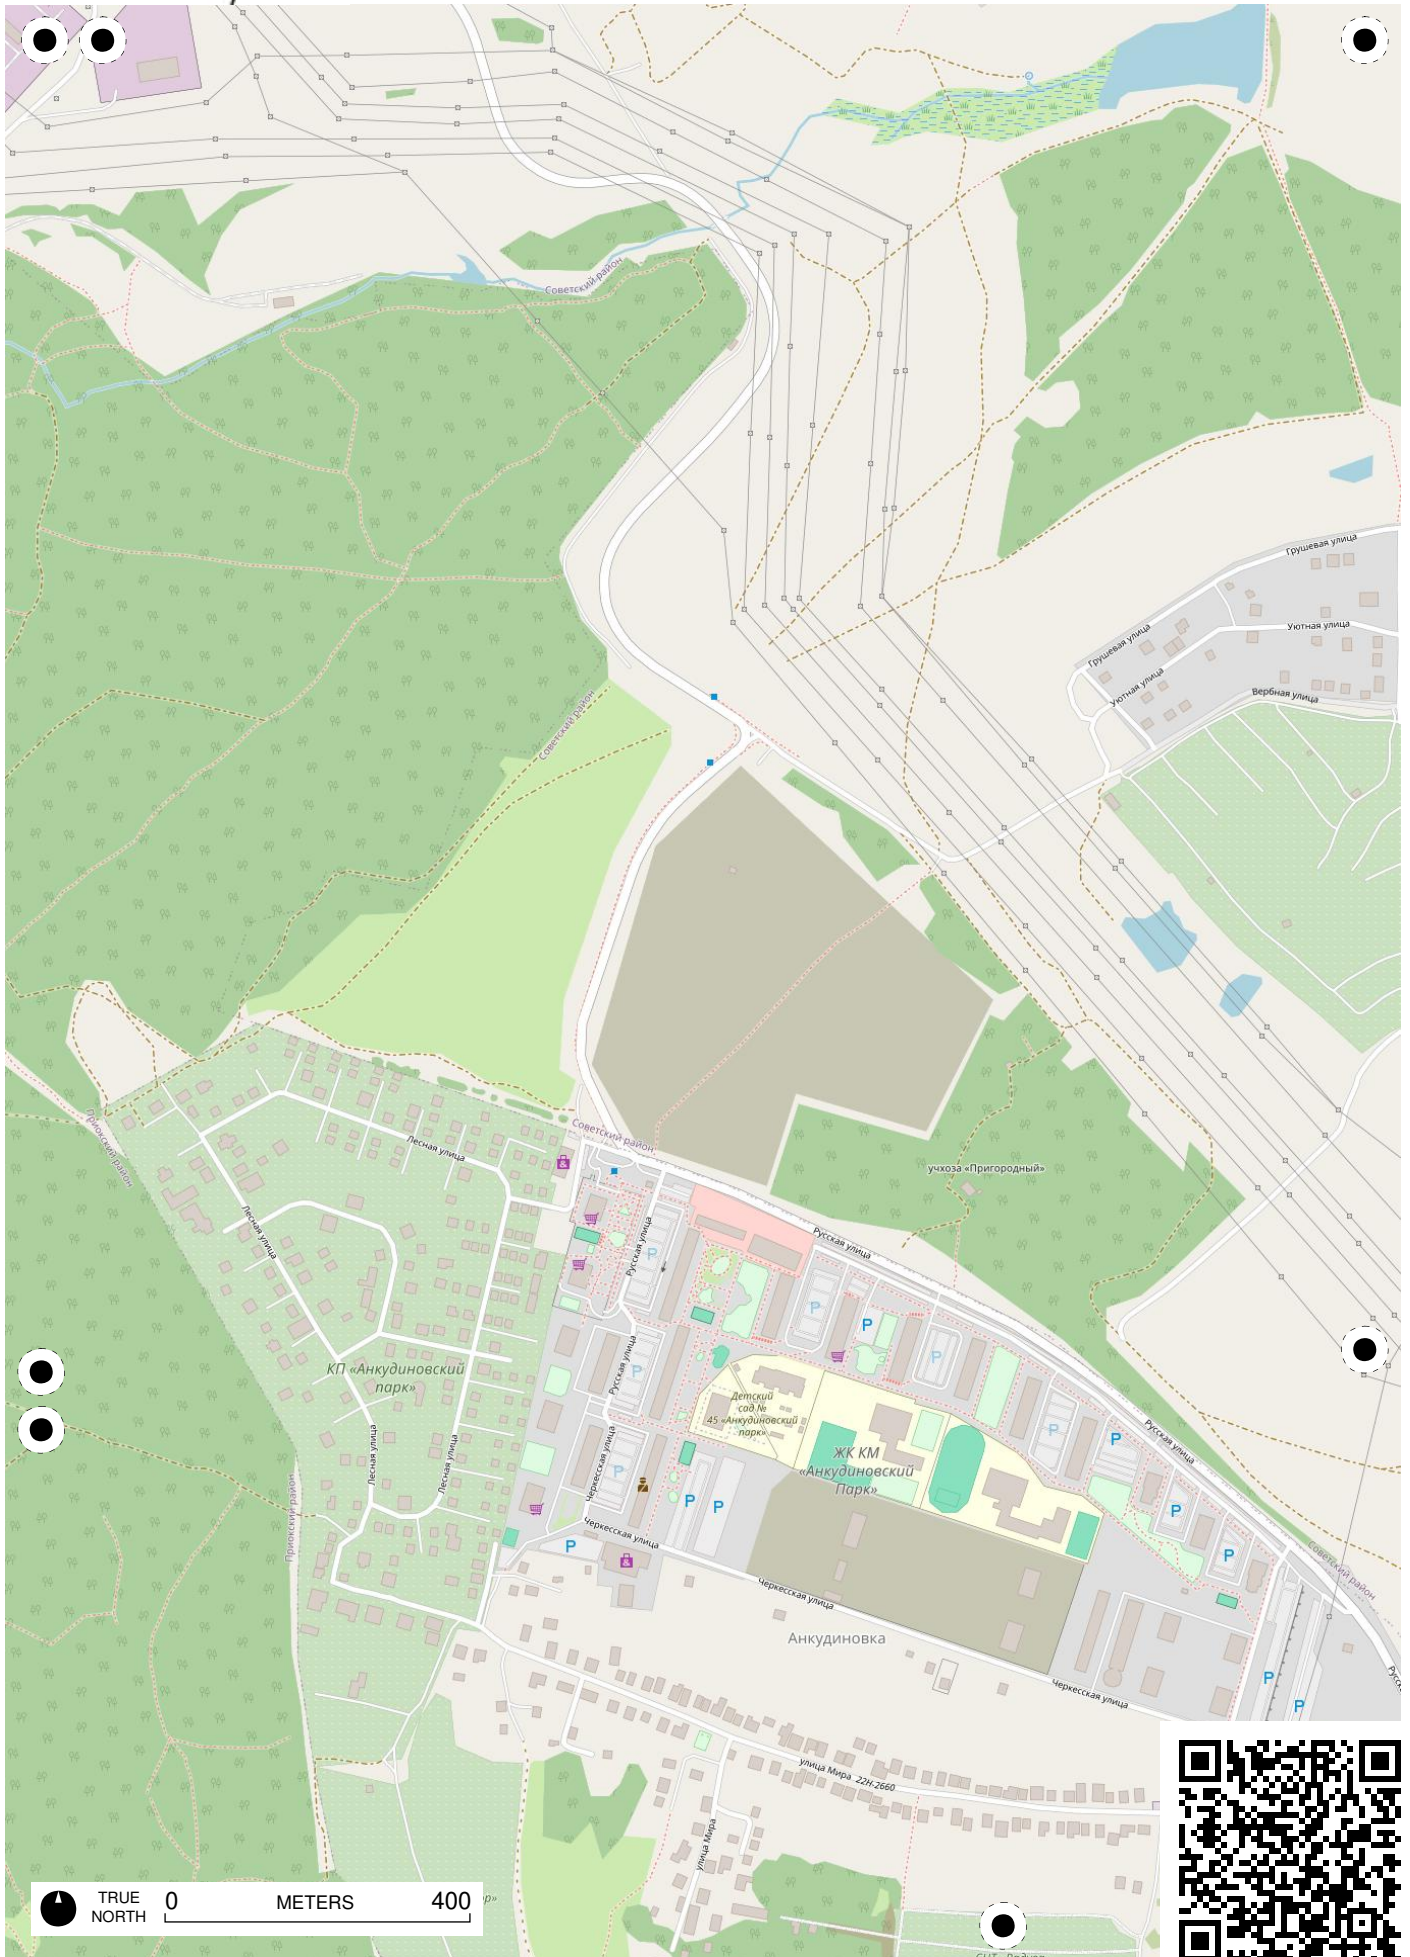 Советский район
Грушевая улица
Уютная улица
Грушевая улица
Уютная улица
Вербная улица
Советский район
Приокский район
Советский район
Лесная улица
учхоза «Пригородный»
Лесная улица
Русская улица
Русская улица
P
P
P
P
КП «Анкудиновский
парк»
Русская улица
P
Детский
сад №
45 «Анкудиновский
парк»
ЖК КМ
«Анкудиновский
Парк»
Лесная улица
Лесная улица
Черкесская улица
P
P
P
P
P
Русская улица
P
P
Приокский район
Черкесская улица
P
P
Советский район
Черкесская улица
Анкудиновка
Черкесская улица
P
P
улица Мира 22Н-2660
улица Мира
TRUE
NORTH
0 METERS 400